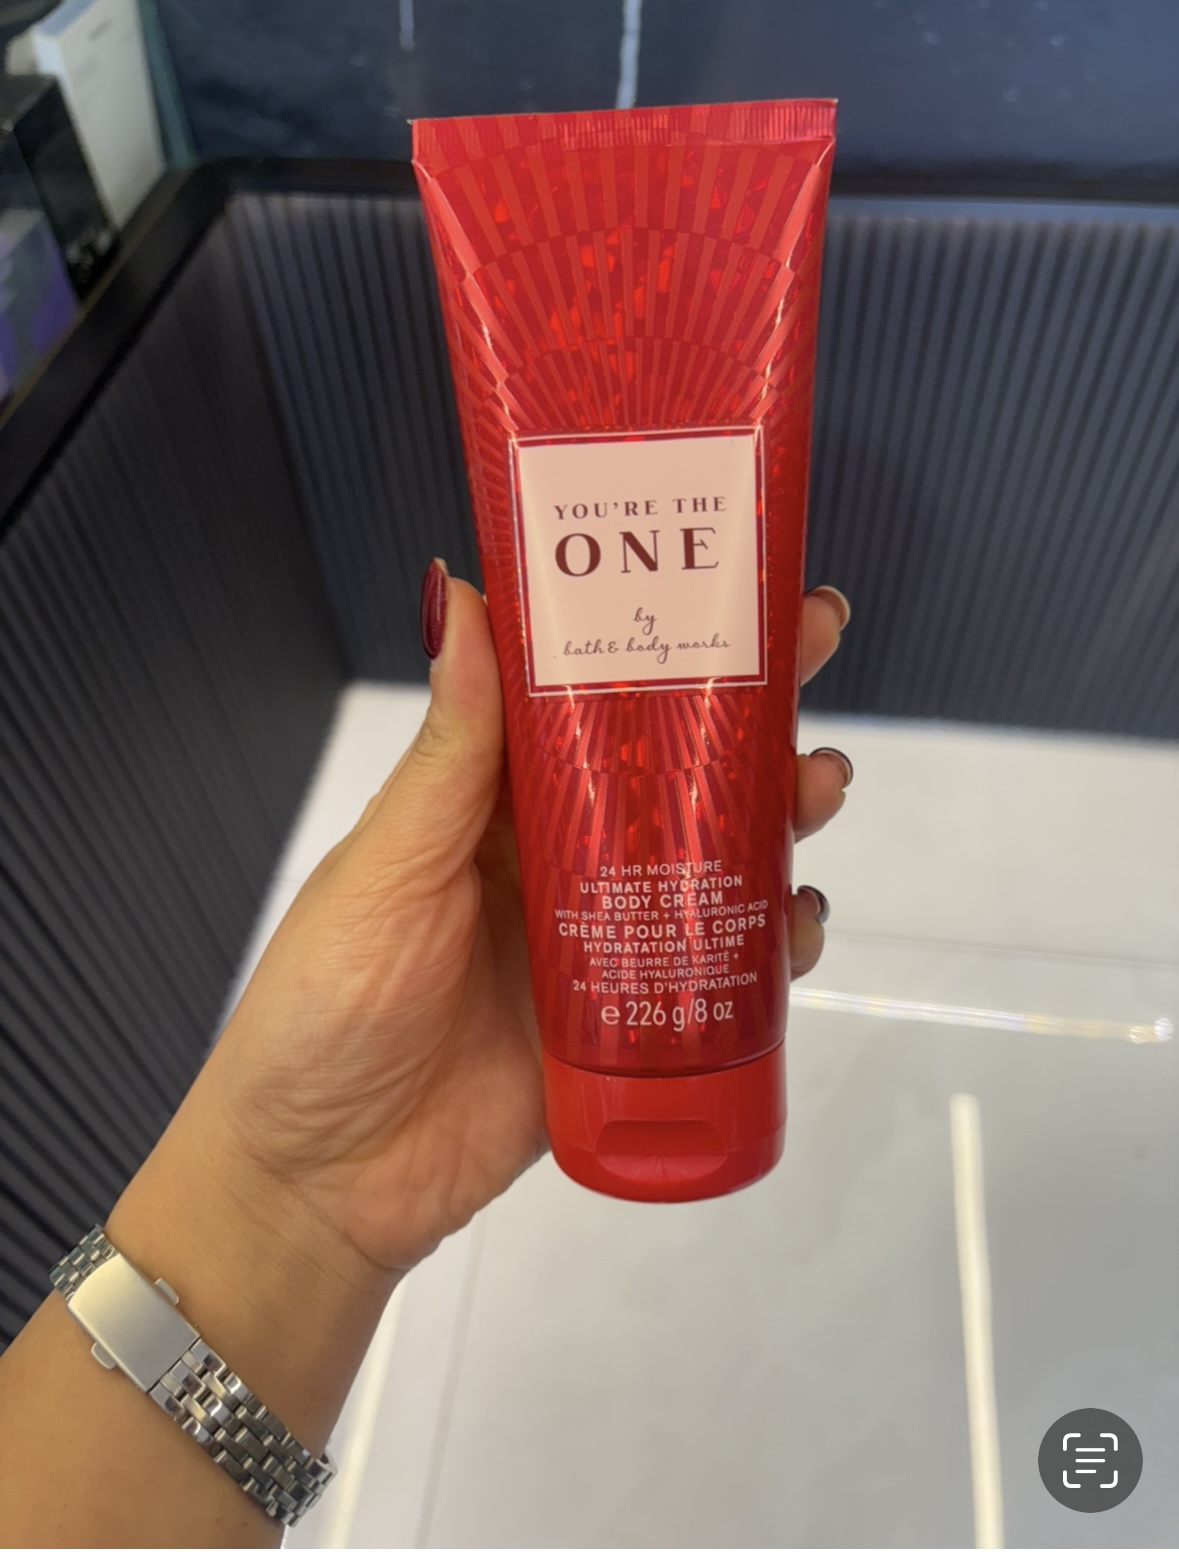 YOU'RE THE
ONE
by
bath & body works
24 HR MOISTURE
ULTIMATE HYDRATION
BODY CREAM
WITH SHEA BUTTER + HYALURONIC ACID
CRÈME POUR LE CORPS
HYDRATATION ULTIME
AVEC BEURRE DE KARITÉ +
ACIDE HYALURONIQUE
24 HEURES D'HYDRATATION
℮ 226 g/8 oz